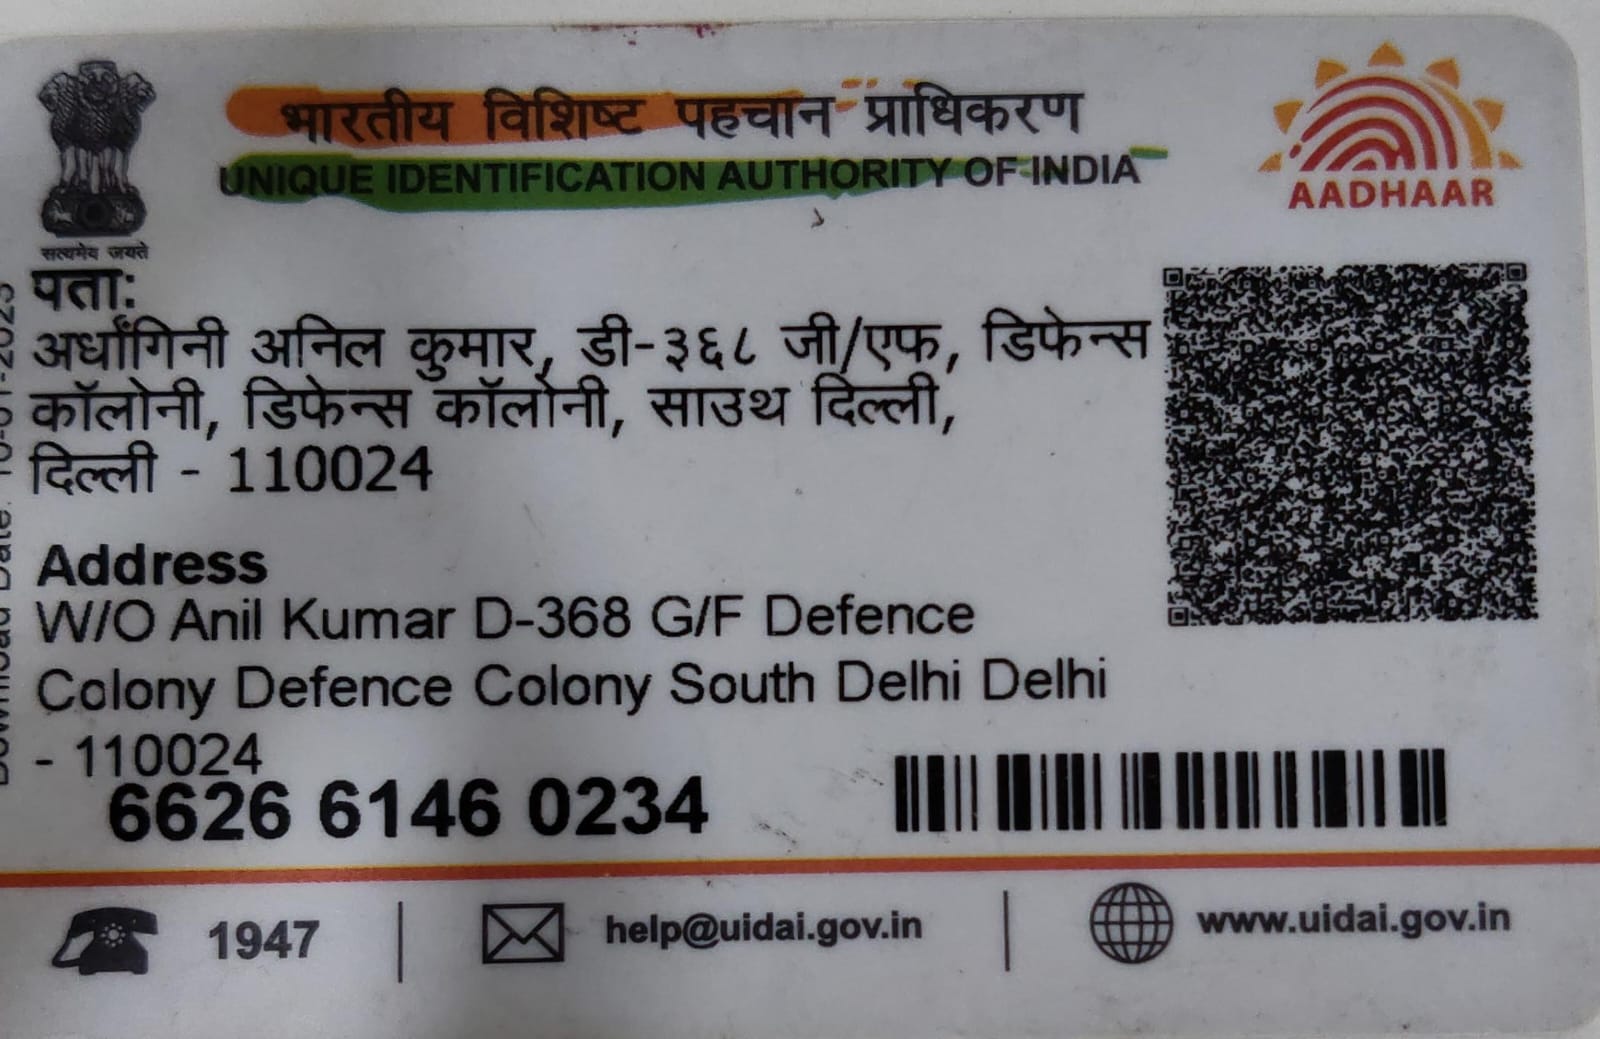 भारतीय विशिष्ट पहचान प्राधिकरण
UNIQUE IDENTIFICATION AUTHORITY OF INDIA
AADHAAR
सत्यमेव जयते
पता:
अर्धांगिनी अनिल कुमार, डी-३६८ जी/एफ, डिफेन्स
कॉलोनी, डिफेन्स कॉलोनी, साउथ दिल्ली,
दिल्ली - 110024
Address
W/O Anil Kumar D-368 G/F Defence
Colony Defence Colony South Delhi Delhi
- 110024
6626 6146 0234
1947
help@uidai.gov.in
www.uidai.gov.in